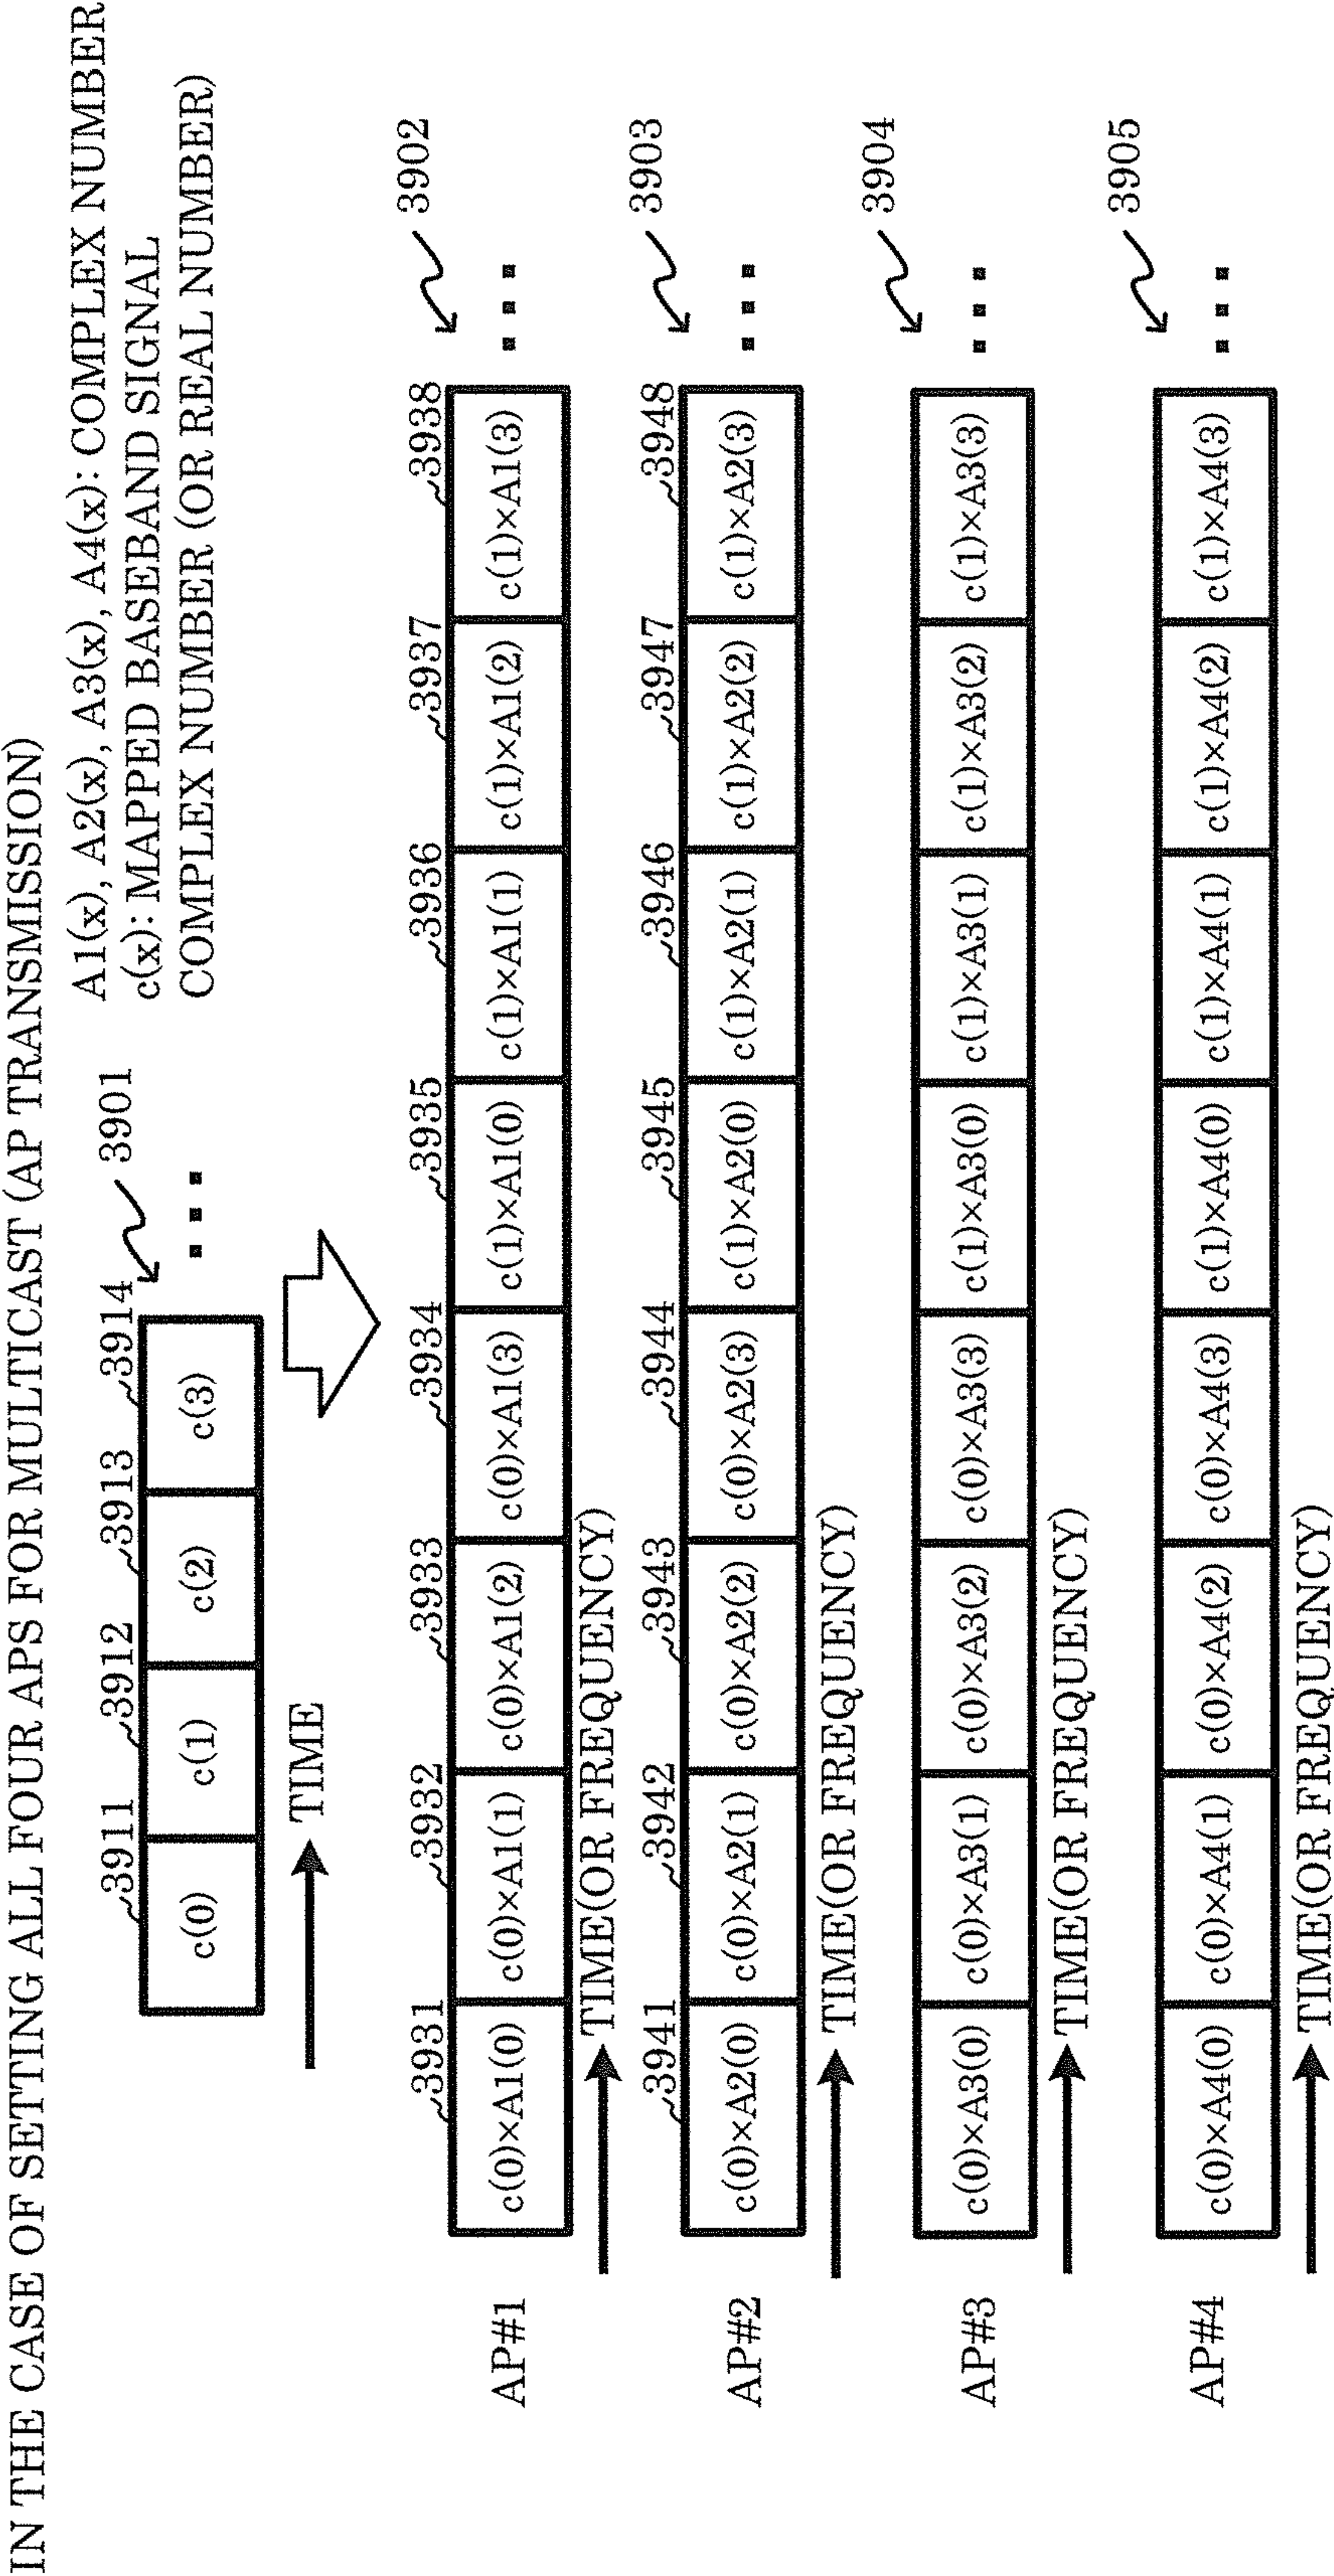 IN THE CASE OF SETTING ALL FOUR APS FOR MULTICAST (AP TRANSMISSION)
A1(x), A2(x), A3(x), A4(x): COMPLEX NUMBER
c(x): MAPPED BASEBAND SIGNAL
COMPLEX NUMBER (OR REAL NUMBER)
3911 3912 3913 3914 3901
c(0) c(1) c(2) c(3) ...
TIME
3931 3932 3933 3934 3935 3936 3937 3938 3902
AP#1 c(0)×A1(0) c(0)×A1(1) c(0)×A1(2) c(0)×A1(3) c(1)×A1(0) c(1)×A1(1) c(1)×A1(2) c(1)×A1(3) ...
TIME(OR FREQUENCY)
3941 3942 3943 3944 3945 3946 3947 3948 3903
AP#2 c(0)×A2(0) c(0)×A2(1) c(0)×A2(2) c(0)×A2(3) c(1)×A2(0) c(1)×A2(1) c(1)×A2(2) c(1)×A2(3) ...
TIME(OR FREQUENCY)
3904
AP#3 c(0)×A3(0) c(0)×A3(1) c(0)×A3(2) c(0)×A3(3) c(1)×A3(0) c(1)×A3(1) c(1)×A3(2) c(1)×A3(3) ...
TIME(OR FREQUENCY)
3905
AP#4 c(0)×A4(0) c(0)×A4(1) c(0)×A4(2) c(0)×A4(3) c(1)×A4(0) c(1)×A4(1) c(1)×A4(2) c(1)×A4(3) ...
TIME(OR FREQUENCY)